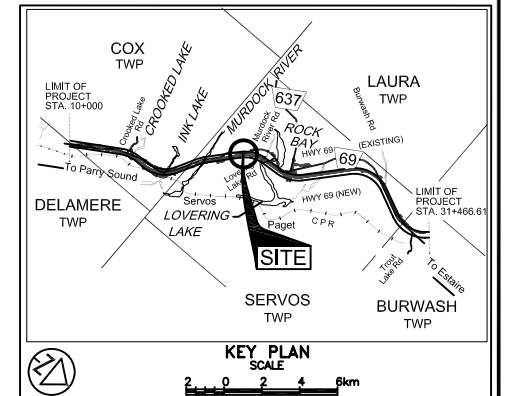 COX
TWP
LIMIT OF
PROJECT
STA. 10+000
Crooked Lake
Rd
CROOKED LAKE
INK LAKE
MURDOCK RIVER
637
Murdock
River Rd
ROCK
BAY
LAURA
TWP
Burwash Rd
HWY 69
(EXISTING)
69
To Parry Sound
Lake Rd
HWY 69 (NEW)
DELAMERE
TWP
Servos
LOVERING
LAKE
Paget
C P R
LIMIT OF
PROJECT
STA. 31+466.61
SITE
Trout
Lake Rd
To Estaire
SERVOS
TWP
BURWASH
TWP
KEY PLAN
SCALE
2 0 2 4 6km